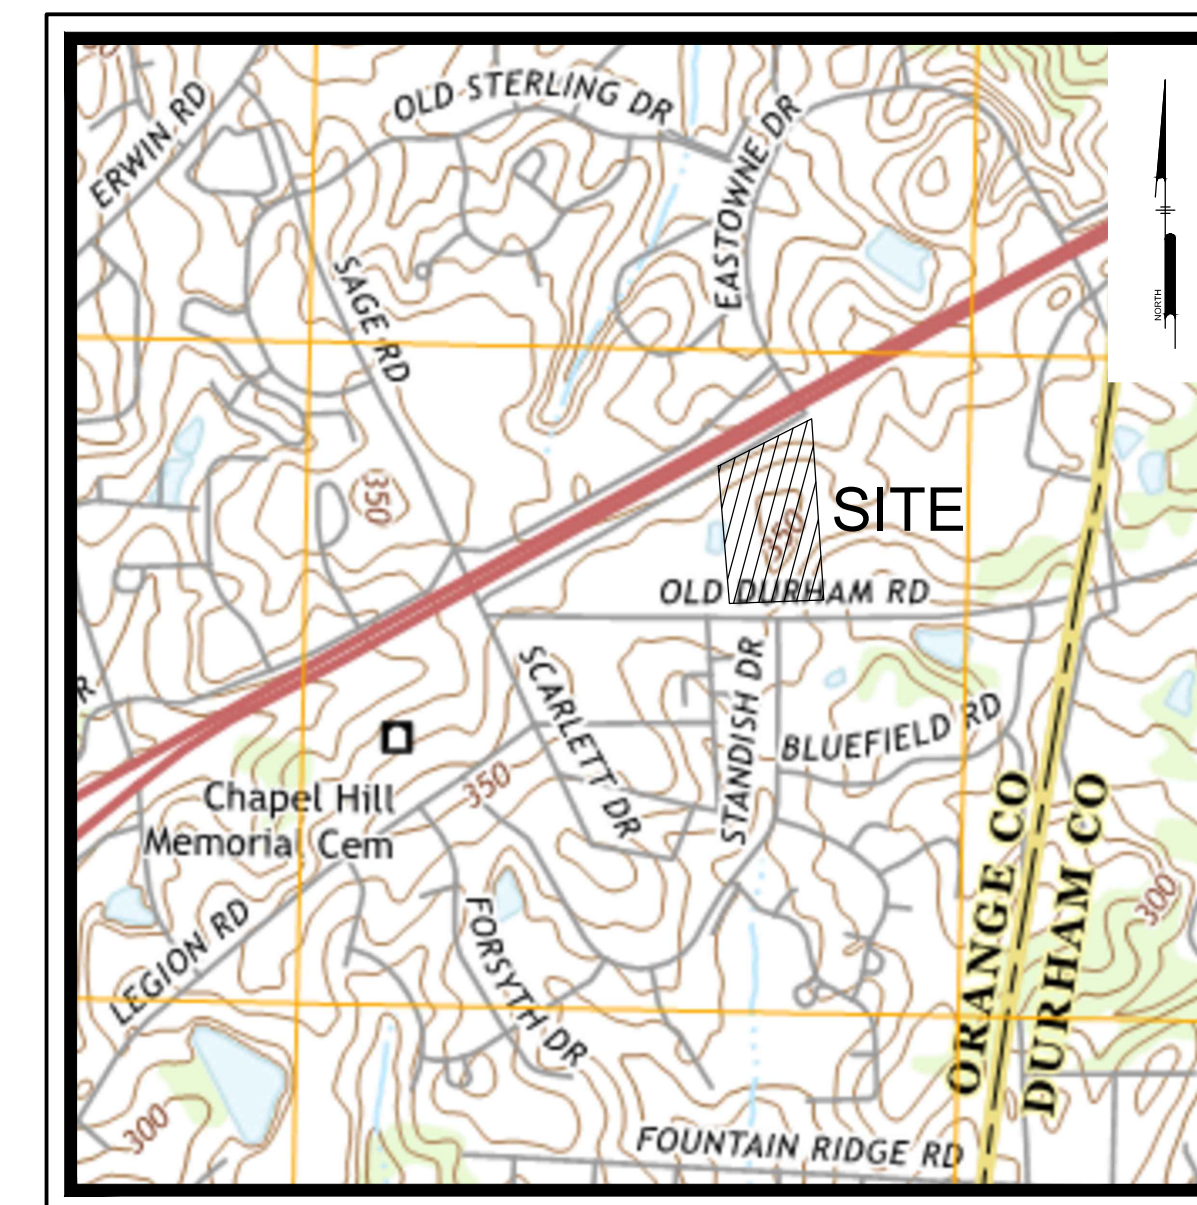 OLD STERLING DR
ERWIN RD
EASTOWNE DR
NORTH
SAGE RD
350
SITE
350
OLD DURHAM RD
SCARLETT DR
STANDISH DR
BLUEFIELD RD
350
Chapel Hill
Memorial Cem
ORANGE CO
DURHAM CO
300
LEGION RD
FORSYTH DR
300
FOUNTAIN RIDGE RD